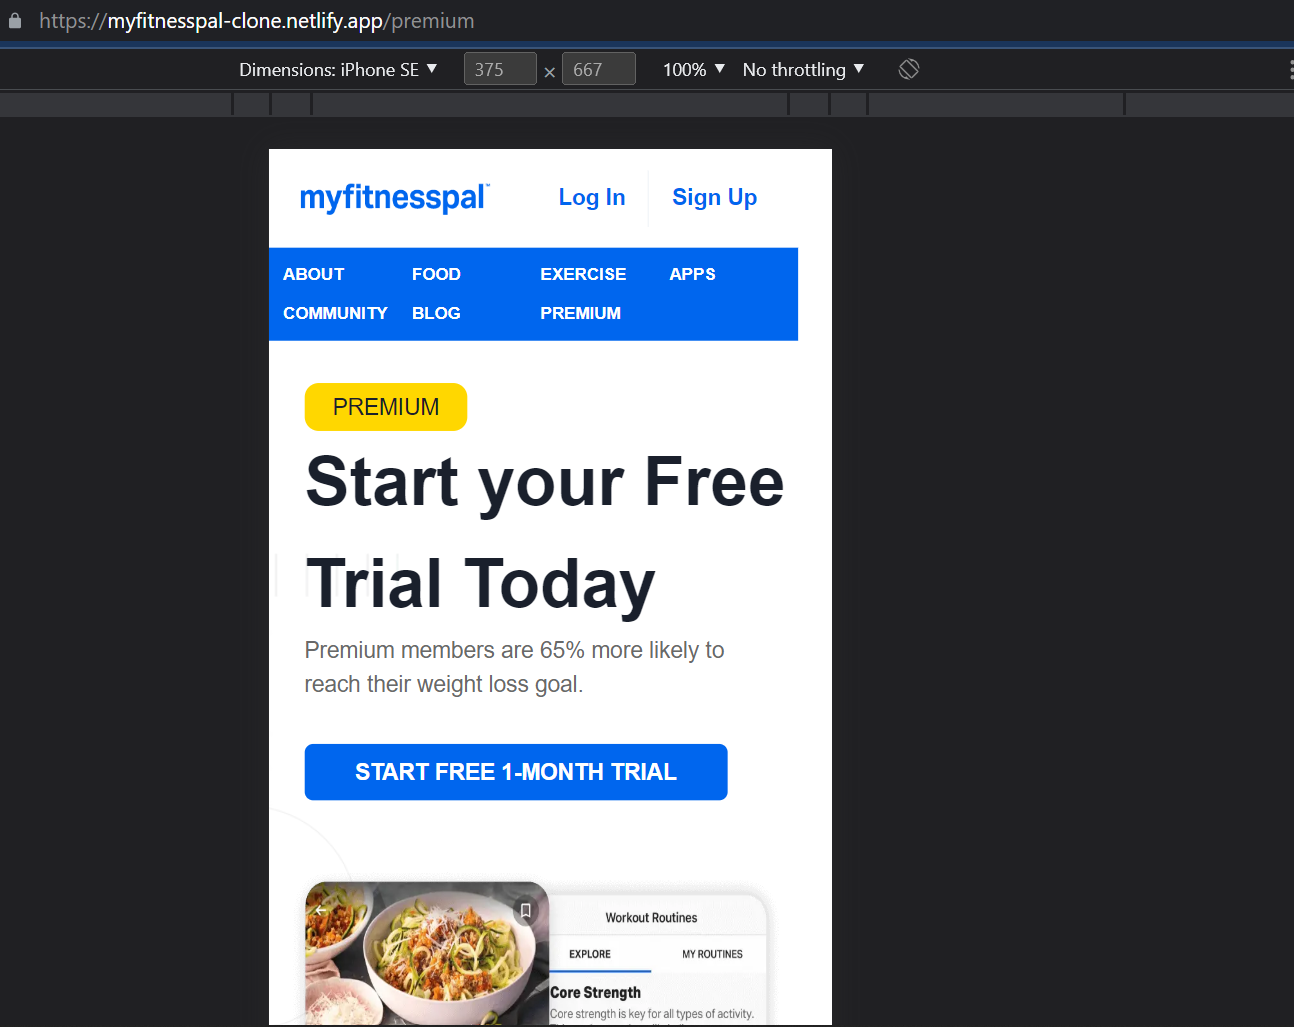 https://myfitnesspal-clone.netlify.app/premium
Dimensions: iPhone SE 375 × 667 100% No throttling
myfitnesspal™ Log In Sign Up
ABOUT FOOD EXERCISE APPS
COMMUNITY BLOG PREMIUM
PREMIUM
Start your Free
Trial Today
Premium members are 65% more likely to
reach their weight loss goal.
START FREE 1-MONTH TRIAL
Workout Routines
EXPLORE MY ROUTINES
Core Strength
Core strength is key for all types of activity.